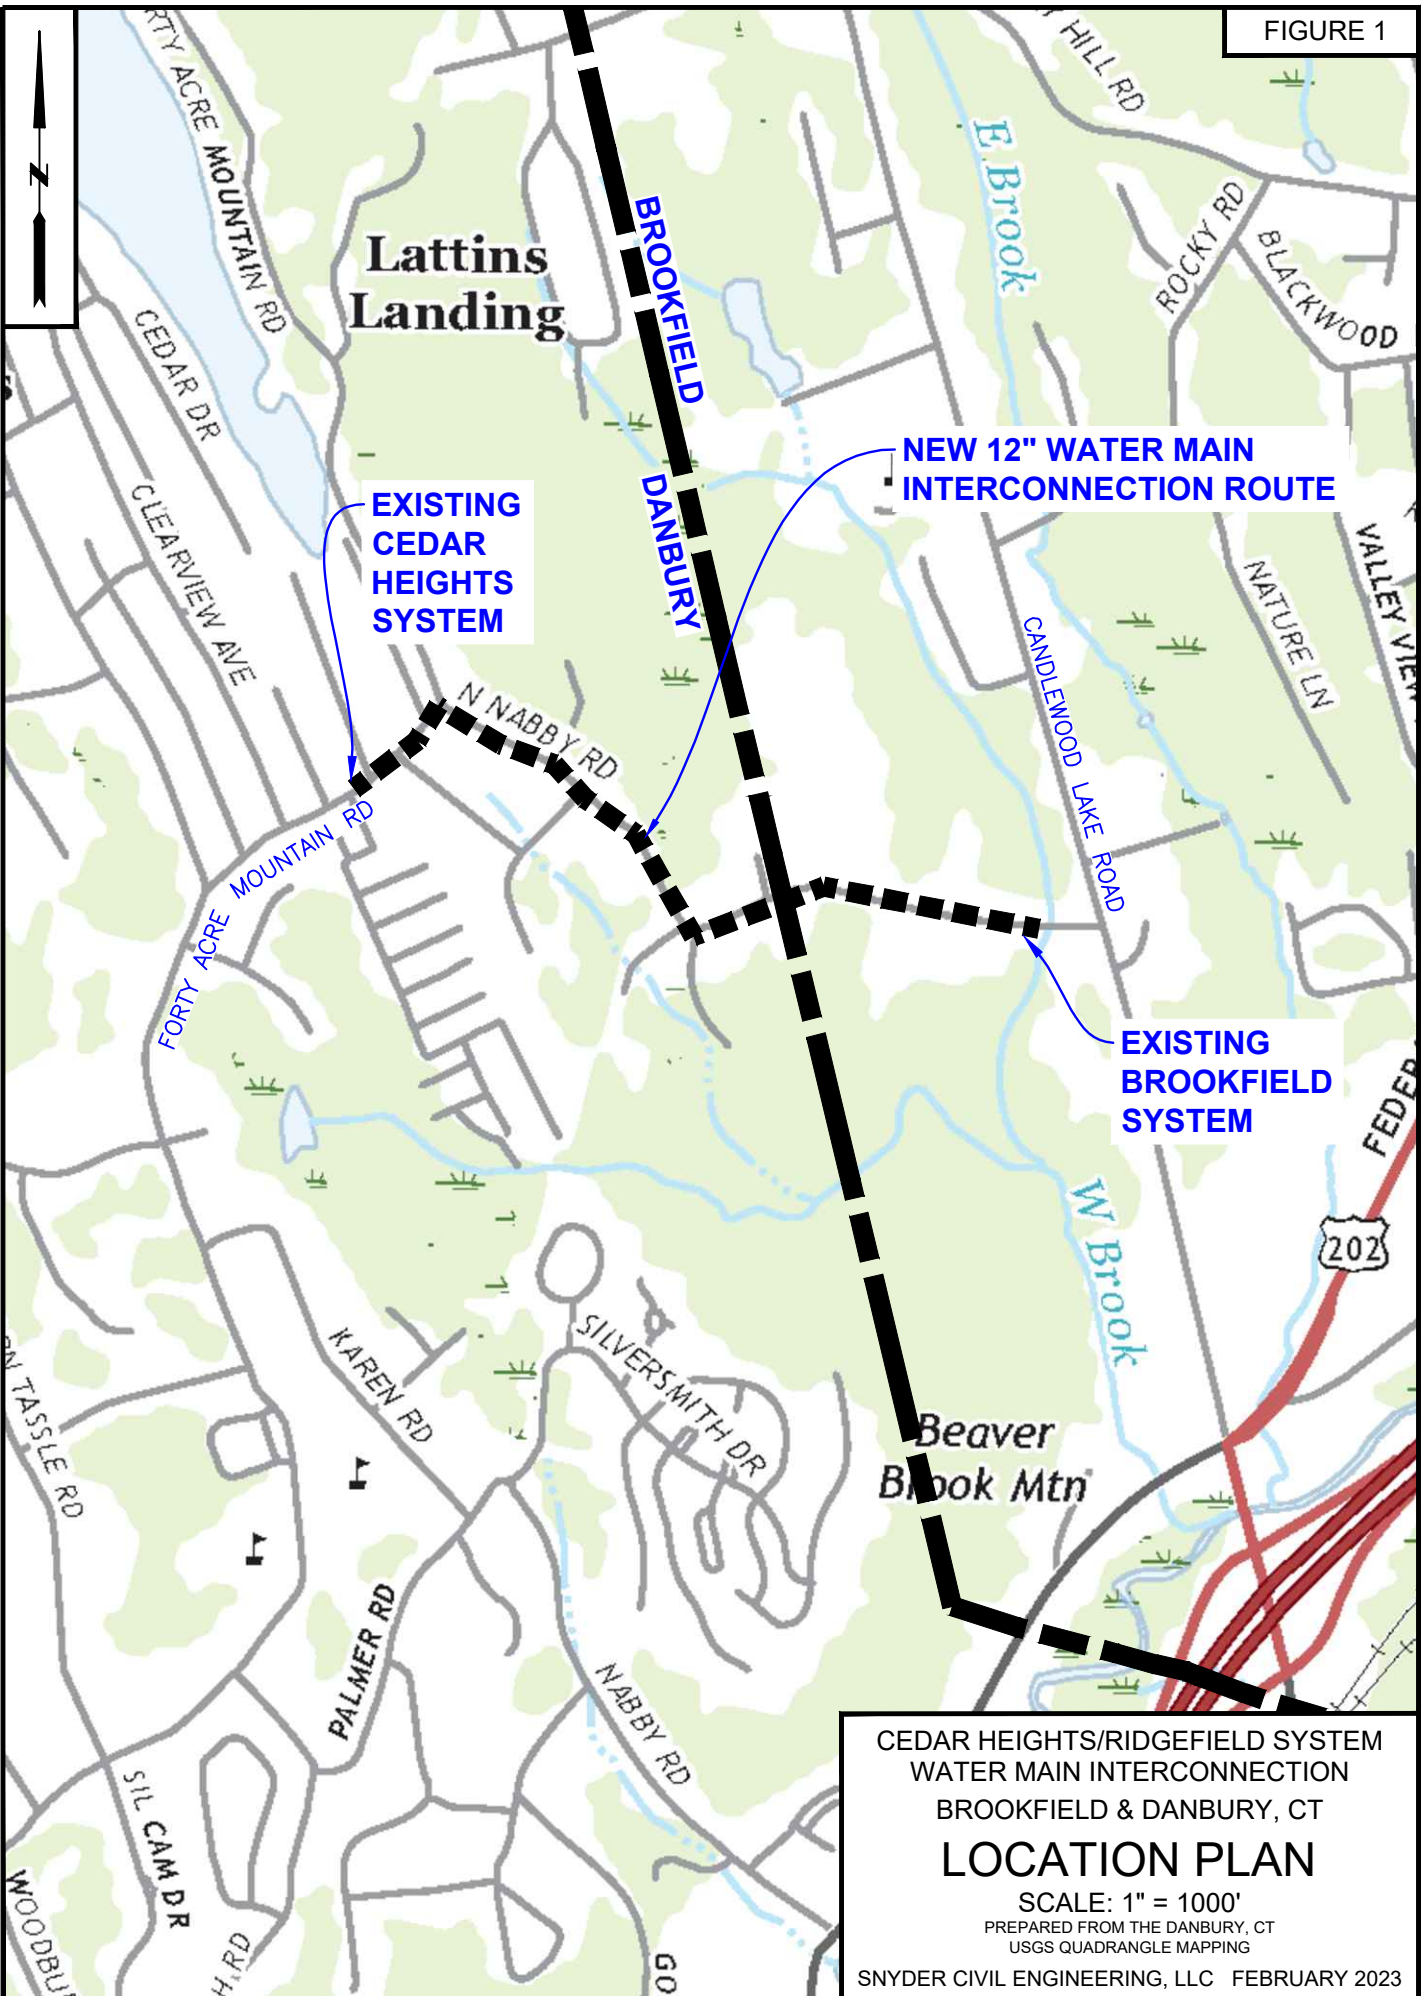 FIGURE 1
HILL RD
FORTY ACRE MOUNTAIN RD
N
E Brook
BROOKFIELD
ROCKY RD
BLACKWOOD
Lattins
Landing
CEDAR DR
NEW 12" WATER MAIN
INTERCONNECTION ROUTE
DANBURY
EXISTING
CEDAR
HEIGHTS
SYSTEM
CLEARVIEW AVE
VALLEY VIEW
NATURE LN
N NABBY RD
CANDLEWOOD LAKE ROAD
FORTY ACRE MOUNTAIN RD
EXISTING
BROOKFIELD
SYSTEM
FEDER
W Brook
202
KAREN RD
SILVERSMITH DR
TASSLE RD
Beaver
Brook Mtn
PALMER RD
NABBY RD
SIL CAM DR
WOODBU
H RD
GO
CEDAR HEIGHTS/RIDGEFIELD SYSTEM
WATER MAIN INTERCONNECTION
BROOKFIELD & DANBURY, CT
LOCATION PLAN
SCALE: 1" = 1000'
PREPARED FROM THE DANBURY, CT
USGS QUADRANGLE MAPPING
SNYDER CIVIL ENGINEERING, LLC FEBRUARY 2023